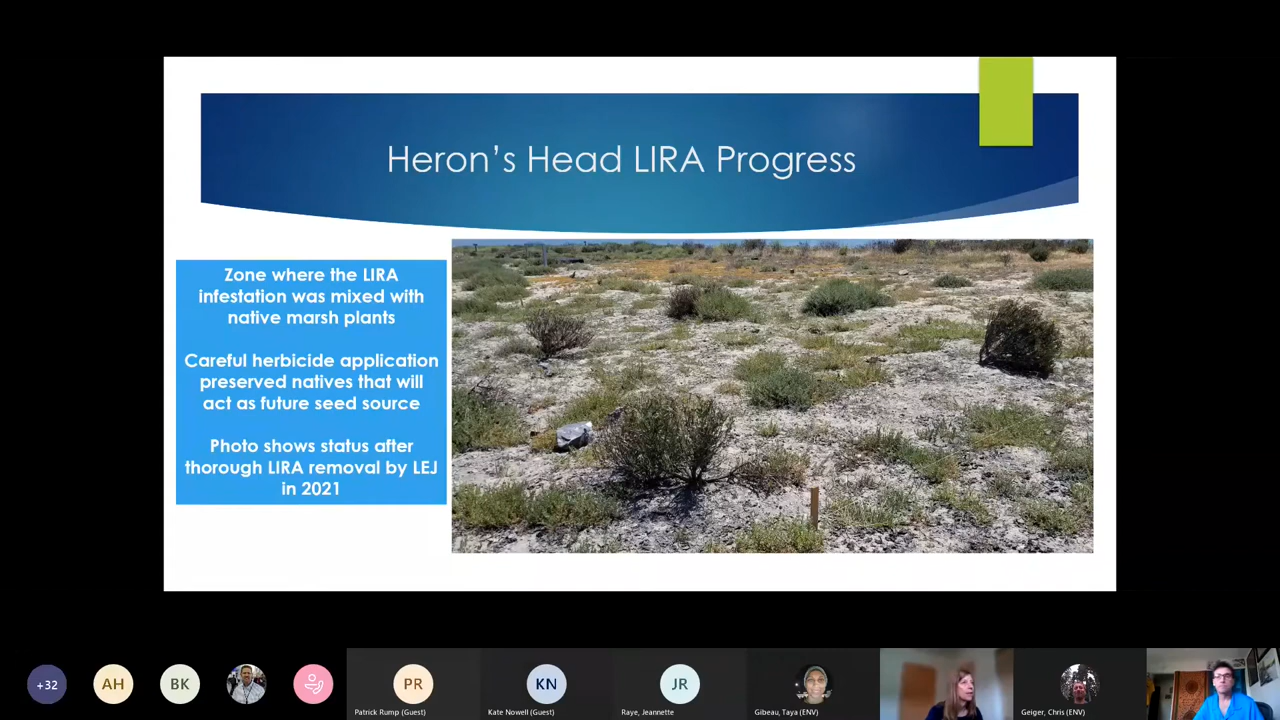 Heron's Head LIRA Progress
Zone where the LIRA
infestation was mixed with
native marsh plants
Careful herbicide application
preserved natives that will
act as future seed source
Photo shows status after
thorough LIRA removal by LEJ
in 2021
+32
AH
BK
PR
KN
JR
Patrick Rump (Guest)
Kate Nowell (Guest)
Raye, Jeannette
Gibeau, Taya (ENV)
Geiger, Chris (ENV)